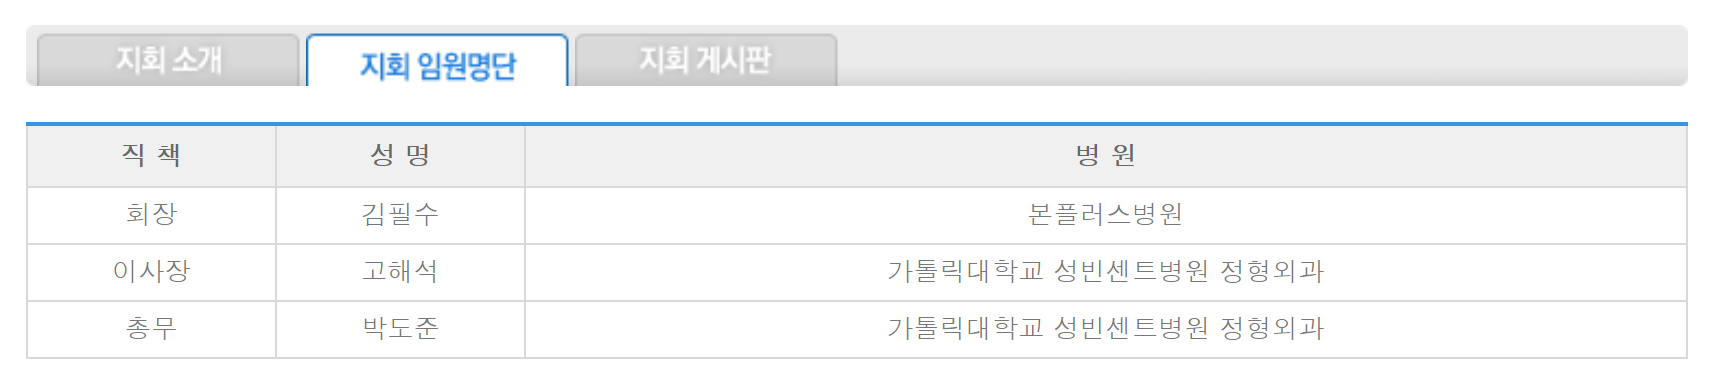 지회 소개 지회 임원명단 지회 게시판
직 책 성 명 병 원
회장 김필수 본플러스병원
이사장 고해석 가톨릭대학교 성빈센트병원 정형외과
총무 박도준 가톨릭대학교 성빈센트병원 정형외과